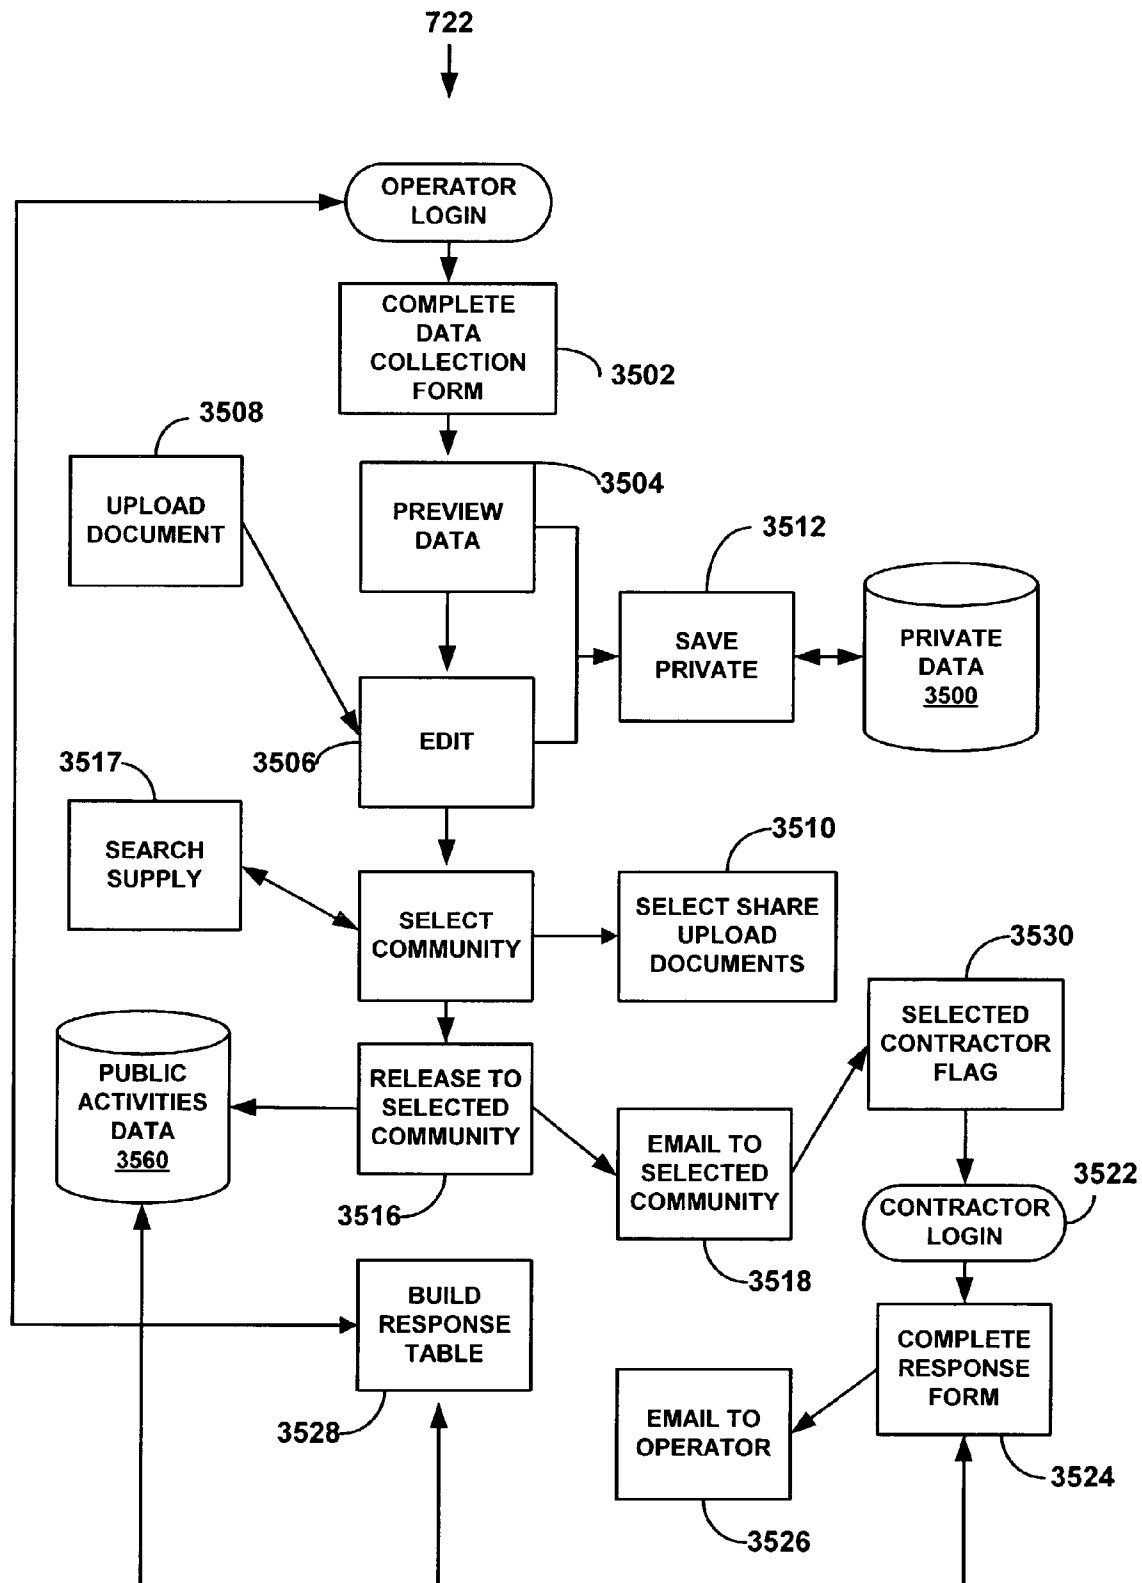 722
OPERATOR
LOGIN
COMPLETE
DATA
COLLECTION
FORM
3502
3508
UPLOAD
DOCUMENT
3504
PREVIEW
DATA
3512
SAVE
PRIVATE
PRIVATE
DATA
3500
EDIT
3506
3517
SEARCH
SUPPLY
3510
SELECT
COMMUNITY
SELECT SHARE
UPLOAD
DOCUMENTS
3530
SELECTED
CONTRACTOR
FLAG
PUBLIC
ACTIVITIES
DATA
3560
RELEASE TO
SELECTED
COMMUNITY
3516
EMAIL TO
SELECTED
COMMUNITY
3518
3522
CONTRACTOR
LOGIN
BUILD
RESPONSE
TABLE
3528
COMPLETE
RESPONSE
FORM
3524
EMAIL TO
OPERATOR
3526